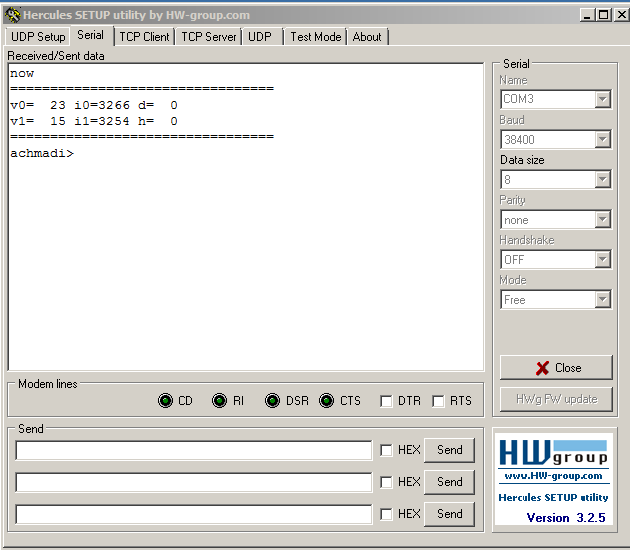 Hercules SETUP utility by HW-group.com
UDP Setup Serial TCP Client TCP Server UDP Test Mode About
Received/Sent data
now
=================================
v0=  23 i0=3266 d=  0
v1=  15 i1=3254 h=  0
=================================
achmadi>
Serial
Name
COM3
Baud
38400
Data size
8
Parity
none
Handshake
OFF
Mode
Free
Close
HWg FW update
Modem lines
CD RI DSR CTS DTR RTS
Send
HEX Send
HEX Send
HEX Send
HW group
www.HW-group.com
Hercules SETUP utility
Version 3.2.5